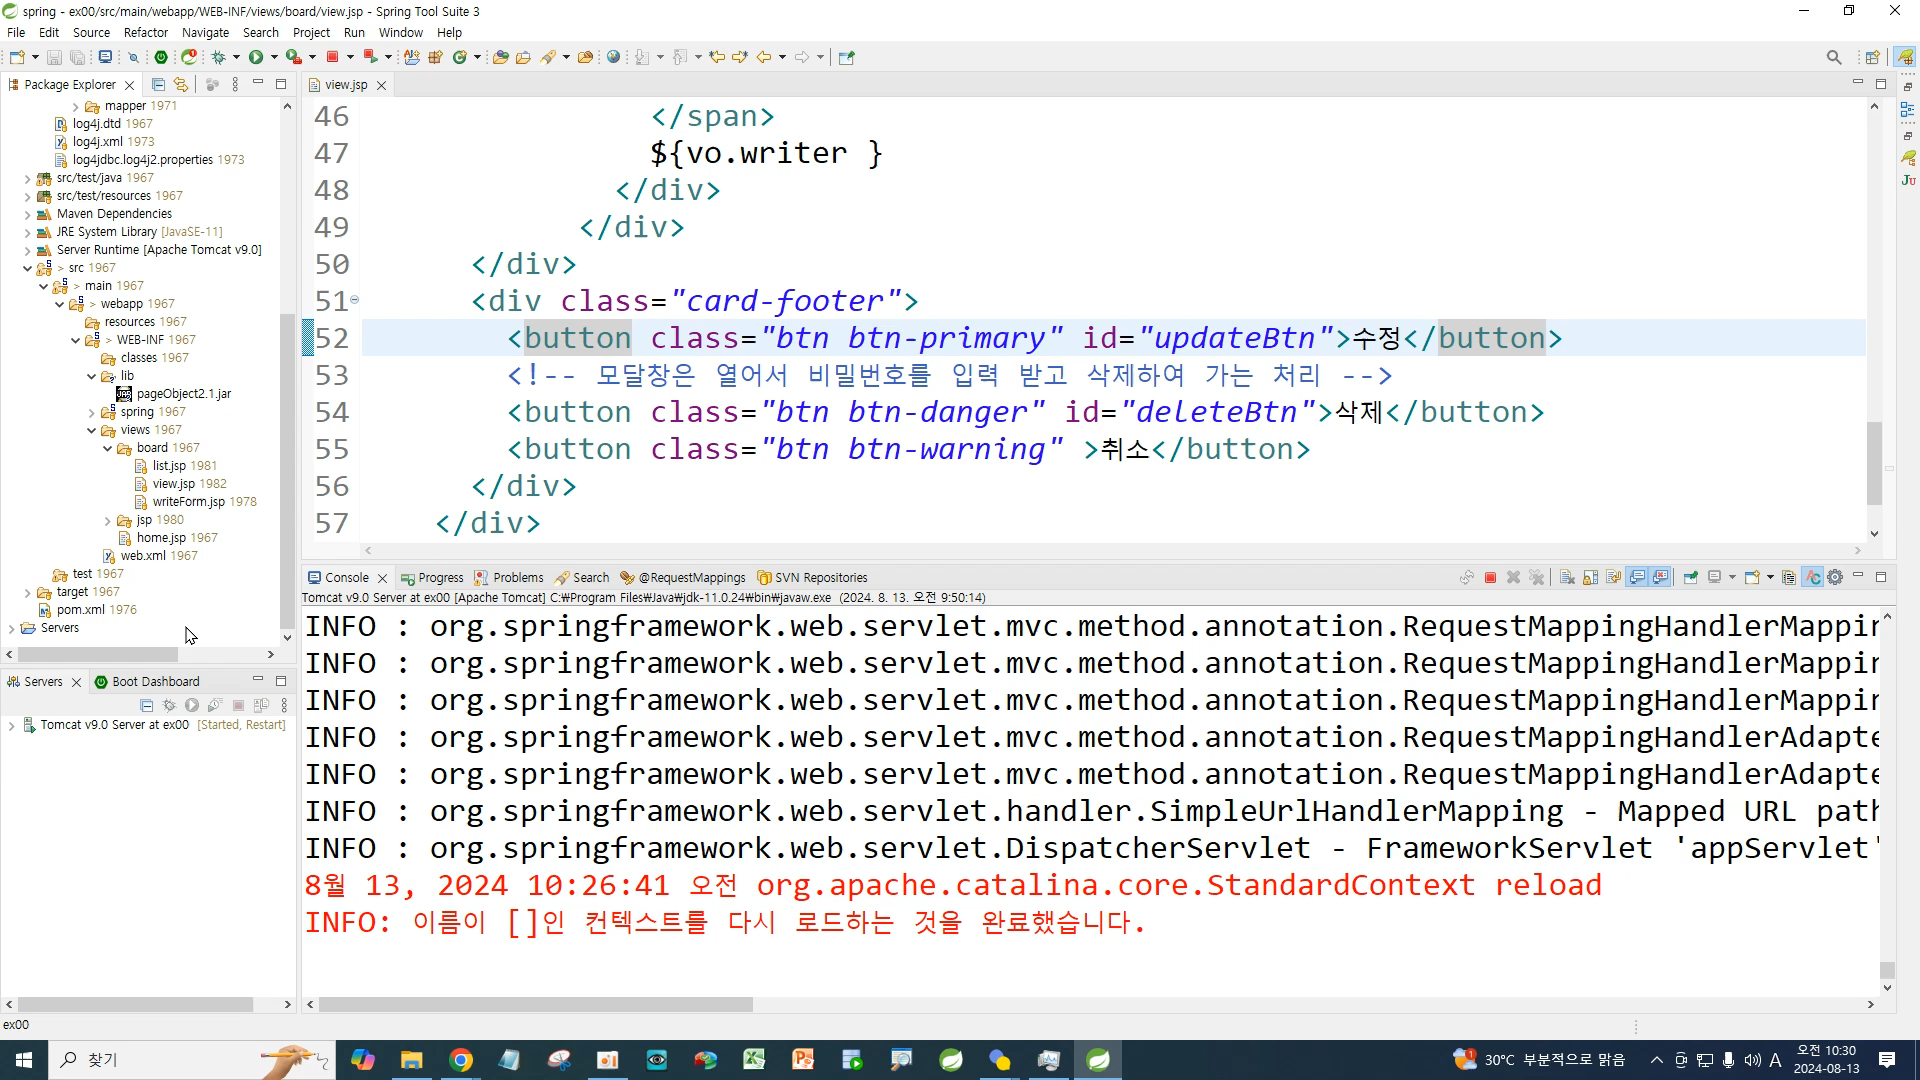 spring - ex00/src/main/webapp/WEB-INF/views/board/view.jsp - Spring Tool Suite 3
File Edit Source Refactor Navigate Search Project Run Window Help
Package Explorer
mapper 1971
log4j.dtd 1967
log4j.xml 1973
log4jdbc.log4j2.properties 1973
src/test/java 1967
src/test/resources 1967
Maven Dependencies
JRE System Library [JavaSE-11]
Server Runtime [Apache Tomcat v9.0]
> src 1967
> main 1967
> webapp 1967
resources 1967
> WEB-INF 1967
classes 1967
lib
pageObject2.1.jar
spring 1967
views 1967
board 1967
list.jsp 1981
view.jsp 1982
writeForm.jsp 1978
jsp 1980
home.jsp 1967
web.xml 1967
test 1967
target 1967
pom.xml 1976
Servers
Servers Boot Dashboard
Tomcat v9.0 Server at ex00 [Started, Restart]
view.jsp
46 </span>
47 ${vo.writer }
48 </div>
49 </div>
50 </div>
51 <div class="card-footer">
52 <button class="btn btn-primary" id="updateBtn">수정</button>
53 <!-- 모달창은 열어서 비밀번호를 입력 받고 삭제하여 가는 처리 -->
54 <button class="btn btn-danger" id="deleteBtn">삭제</button>
55 <button class="btn btn-warning" >취소</button>
56 </div>
57 </div>
Console Progress Problems Search @RequestMappings SVN Repositories
Tomcat v9.0 Server at ex00 [Apache Tomcat] C:₩Program Files₩Java₩jdk-11.0.24₩bin₩javaw.exe (2024. 8. 13. 오전 9:50:14)
INFO : org.springframework.web.servlet.mvc.method.annotation.RequestMappingHandlerMappin
INFO : org.springframework.web.servlet.mvc.method.annotation.RequestMappingHandlerMappin
INFO : org.springframework.web.servlet.mvc.method.annotation.RequestMappingHandlerMappin
INFO : org.springframework.web.servlet.mvc.method.annotation.RequestMappingHandlerAdapte
INFO : org.springframework.web.servlet.mvc.method.annotation.RequestMappingHandlerAdapte
INFO : org.springframework.web.servlet.handler.SimpleUrlHandlerMapping - Mapped URL path
INFO : org.springframework.web.servlet.DispatcherServlet - FrameworkServlet 'appServlet'
8월 13, 2024 10:26:41 오전 org.apache.catalina.core.StandardContext reload
INFO: 이름이 []인 컨텍스트를 다시 로드하는 것을 완료했습니다.
ex00
찾기
30°C 부분적으로 맑음
A
오전 10:30
2024-08-13